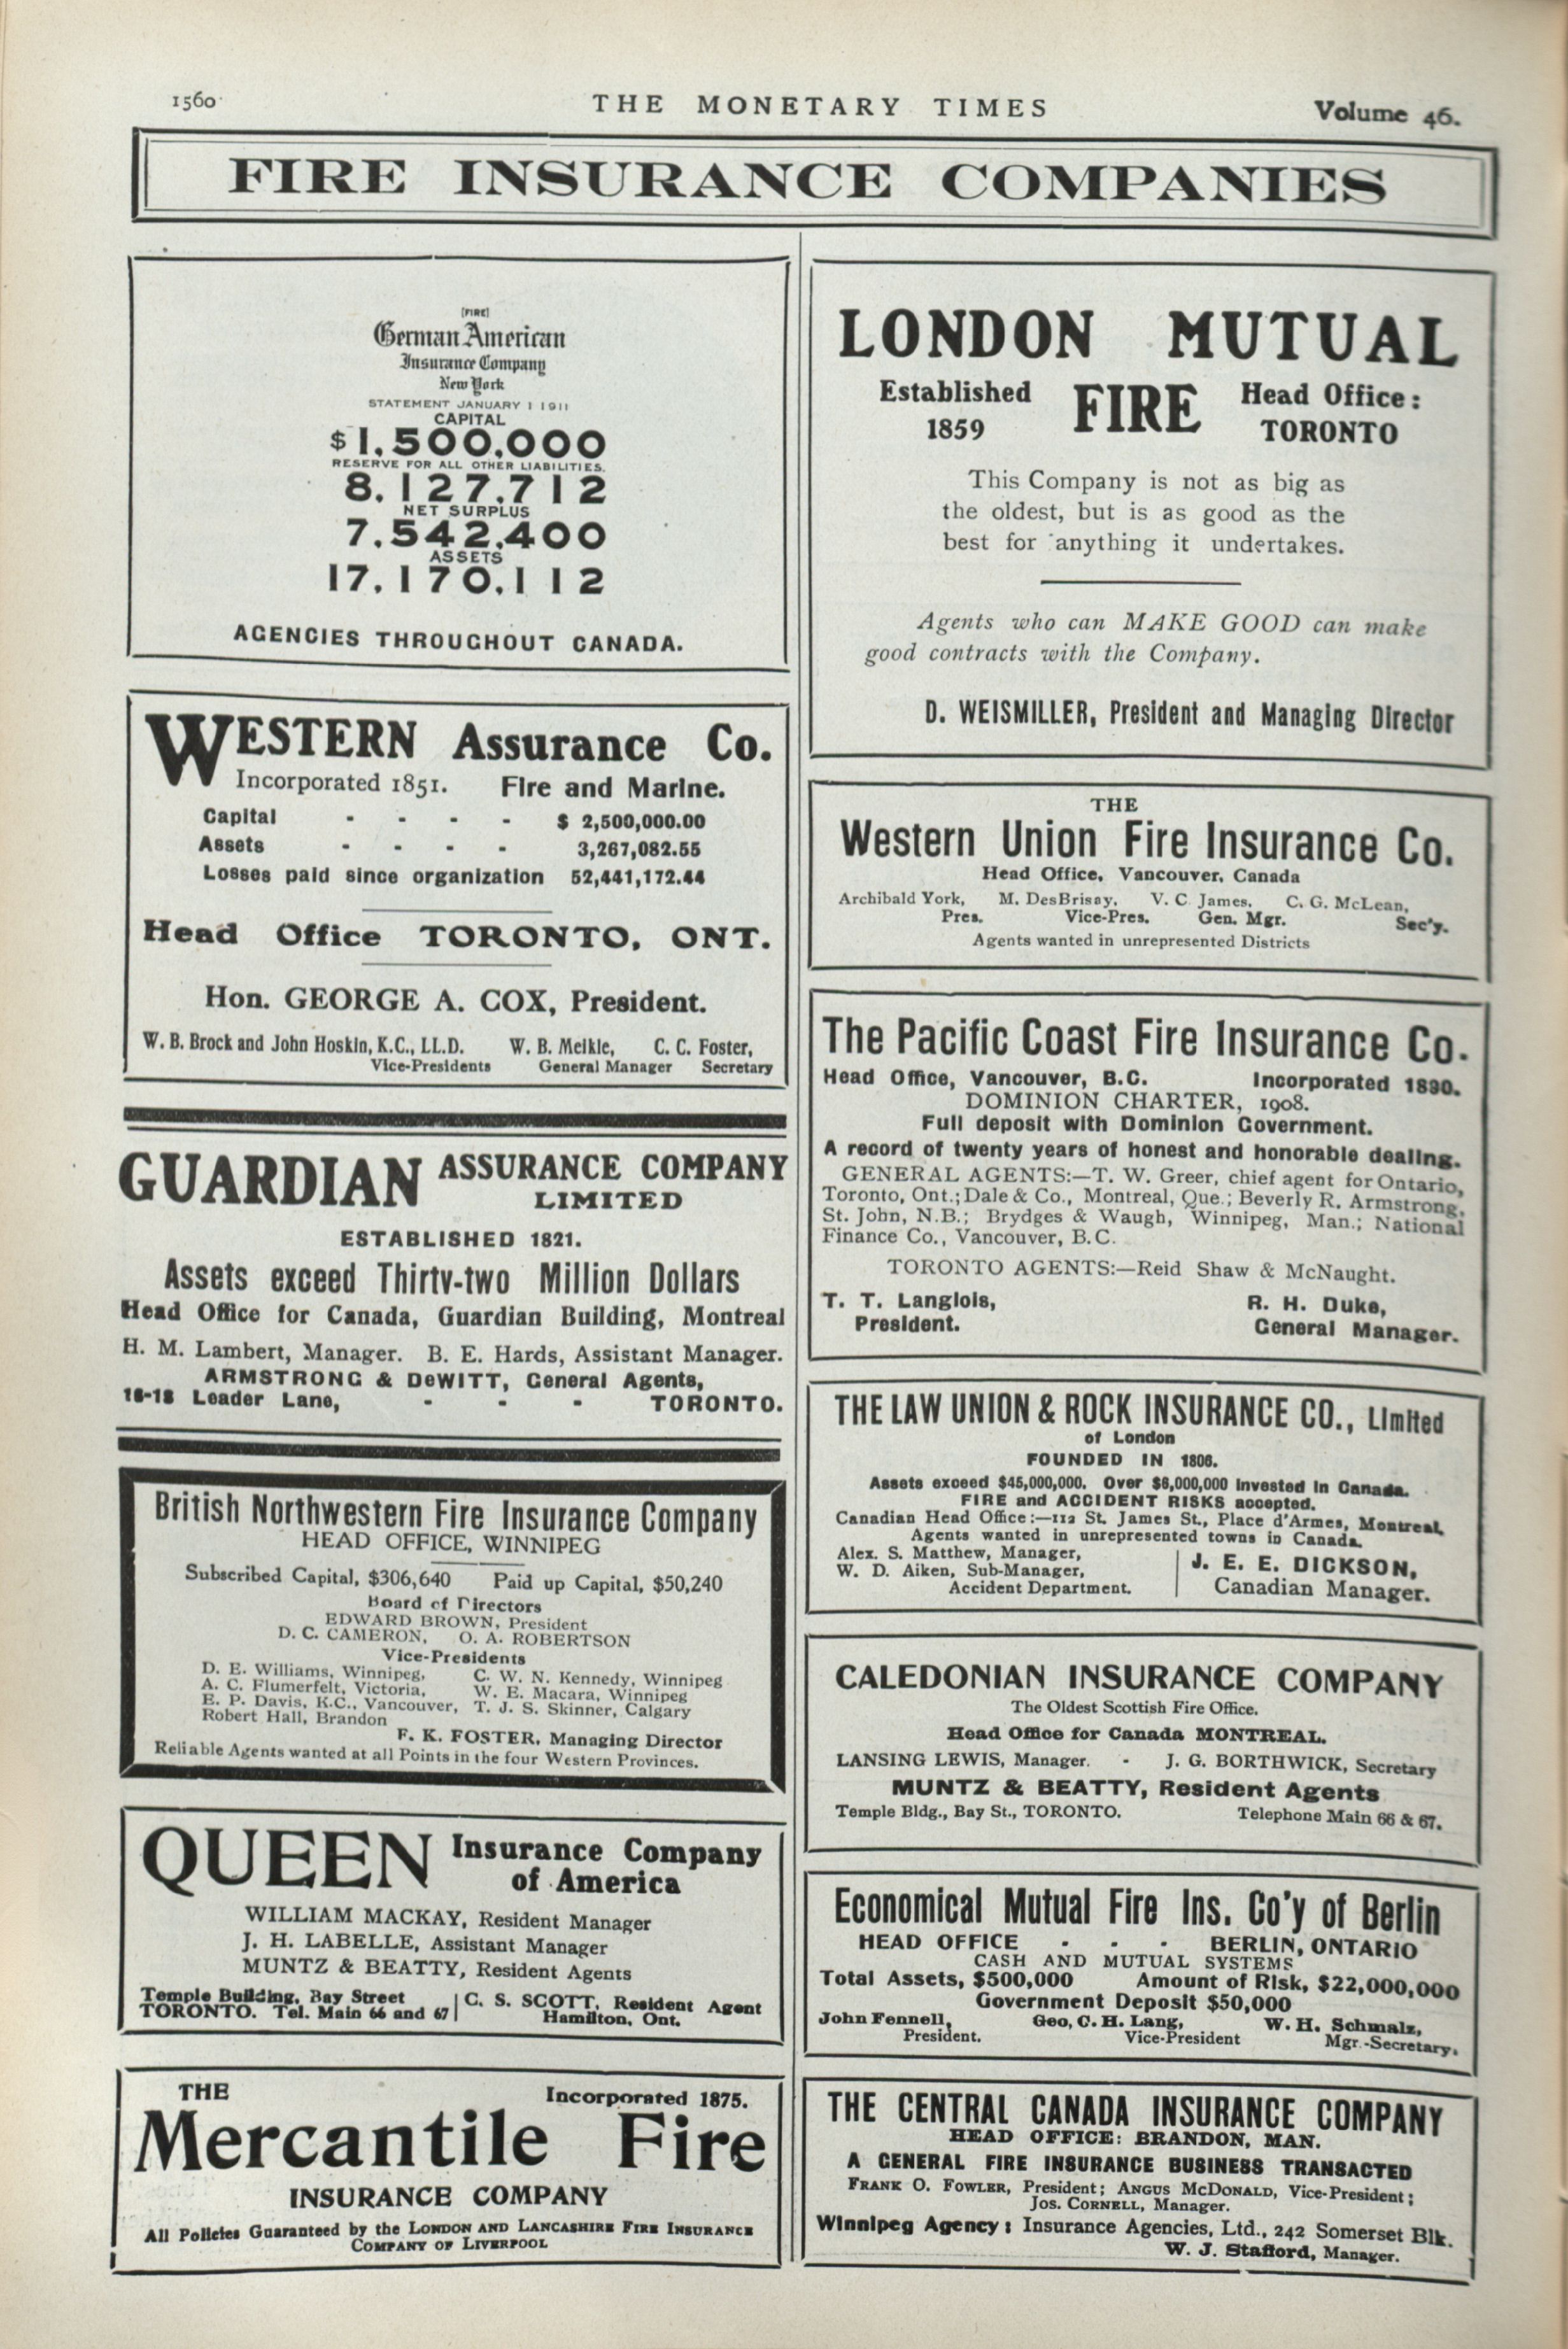 1560
THE MONETARY TIMES
Volume 46.
FIRE INSURANCE COMPANIES
[FIRE]
German American
Insurance Company
New York
STATEMENT JANUARY 1 1911
CAPITAL
$1,500,000
RESERVE FOR ALL OTHER LIABILITIES.
8,127,712
NET SURPLUS
7,542,400
ASSETS
17,170,112
AGENCIES THROUGHOUT CANADA.
WESTERN Assurance Co.
Incorporated 1851. Fire and Marine.
Capital - - - - $ 2,500,000.00
Assets - - - - 3,267,082.55
Losses paid since organization 52,441,172.44
Head Office TORONTO, ONT.
Hon. GEORGE A. COX, President.
W. B. Brock and John Hoskin, K.C., LL.D. W. B. Meikle, C. C. Foster,
Vice-Presidents General Manager Secretary
GUARDIAN ASSURANCE COMPANY
LIMITED
ESTABLISHED 1821.
Assets exceed Thirty-two Million Dollars
Head Office for Canada, Guardian Building, Montreal
H. M. Lambert, Manager. B. E. Hards, Assistant Manager.
ARMSTRONG & DeWITT, General Agents,
16-18 Leader Lane, - - - TORONTO.
British Northwestern Fire Insurance Company
HEAD OFFICE, WINNIPEG
Subscribed Capital, $306,640 Paid up Capital, $50,240
Board of Directors
EDWARD BROWN, President
D. C. CAMERON, O. A. ROBERTSON
Vice-Presidents
D. E. Williams, Winnipeg, C. W. N. Kennedy, Winnipeg
A. C. Flumerfelt, Victoria, W. E. Macara, Winnipeg
E. P. Davis, K.C., Vancouver, T. J. S. Skinner, Calgary
Robert Hall, Brandon
F. K. FOSTER, Managing Director
Reliable Agents wanted at all Points in the four Western Provinces.
QUEEN Insurance Company
of America
WILLIAM MACKAY, Resident Manager
J. H. LABELLE, Assistant Manager
MUNTZ & BEATTY, Resident Agents
Temple Building, Bay Street C. S. SCOTT, Resident Agent
TORONTO. Tel. Main 66 and 67 Hamilton, Ont.
THE Incorporated 1875.
Mercantile Fire
INSURANCE COMPANY
All Policies Guaranteed by the LONDON AND LANCASHIRE FIRE INSURANCE
COMPANY OF LIVERPOOL
LONDON MUTUAL
Established FIRE Head Office:
1859 TORONTO
This Company is not as big as
the oldest, but is as good as the
best for anything it undertakes.
Agents who can MAKE GOOD can make
good contracts with the Company.
D. WEISMILLER, President and Managing Director
THE
Western Union Fire Insurance Co.
Head Office, Vancouver, Canada
Archibald York, M. DesBrisay, V. C James, C. G. McLean,
Pres. Vice-Pres. Gen. Mgr. Sec'y.
Agents wanted in unrepresented Districts
The Pacific Coast Fire Insurance Co.
Head Office, Vancouver, B.C. Incorporated 1890.
DOMINION CHARTER, 1908.
Full deposit with Dominion Government.
A record of twenty years of honest and honorable dealing.
GENERAL AGENTS:—T. W. Greer, chief agent for Ontario,
Toronto, Ont.; Dale & Co., Montreal, Que.; Beverly R. Armstrong,
St. John, N.B.; Brydges & Waugh, Winnipeg, Man.; National
Finance Co., Vancouver, B.C.
TORONTO AGENTS:—Reid Shaw & McNaught.
T. T. Langlois, R. H. Duke,
President. General Manager.
THE LAW UNION & ROCK INSURANCE CO., Limited
of London
FOUNDED IN 1806.
Assets exceed $45,000,000. Over $6,000,000 Invested in Canada.
FIRE and ACCIDENT RISKS accepted.
Canadian Head Office:—112 St. James St., Place d'Armes, Montreal.
Agents wanted in unrepresented towns in Canada.
Alex. S. Matthew, Manager,
W. D. Aiken, Sub-Manager, J. E. E. DICKSON,
Accident Department. Canadian Manager.
CALEDONIAN INSURANCE COMPANY
The Oldest Scottish Fire Office.
Head Office for Canada MONTREAL.
LANSING LEWIS, Manager. - J. G. BORTHWICK, Secretary
MUNTZ & BEATTY, Resident Agents
Temple Bldg., Bay St., TORONTO. Telephone Main 66 & 67.
Economical Mutual Fire Ins. Co'y of Berlin
HEAD OFFICE - - - BERLIN, ONTARIO
CASH AND MUTUAL SYSTEMS
Total Assets, $500,000 Amount of Risk, $22,000,000
Government Deposit $50,000
John Fennell, Geo, C. H. Lang, W. H. Schmalz,
President. Vice-President Mgr.-Secretary.
THE CENTRAL CANADA INSURANCE COMPANY
HEAD OFFICE: BRANDON, MAN.
A GENERAL FIRE INSURANCE BUSINESS TRANSACTED
FRANK O. FOWLER, President; ANGUS MCDONALD, Vice-President;
JOS. CORNELL, Manager.
Winnipeg Agency: Insurance Agencies, Ltd., 242 Somerset Blk.
W. J. Stafford, Manager.